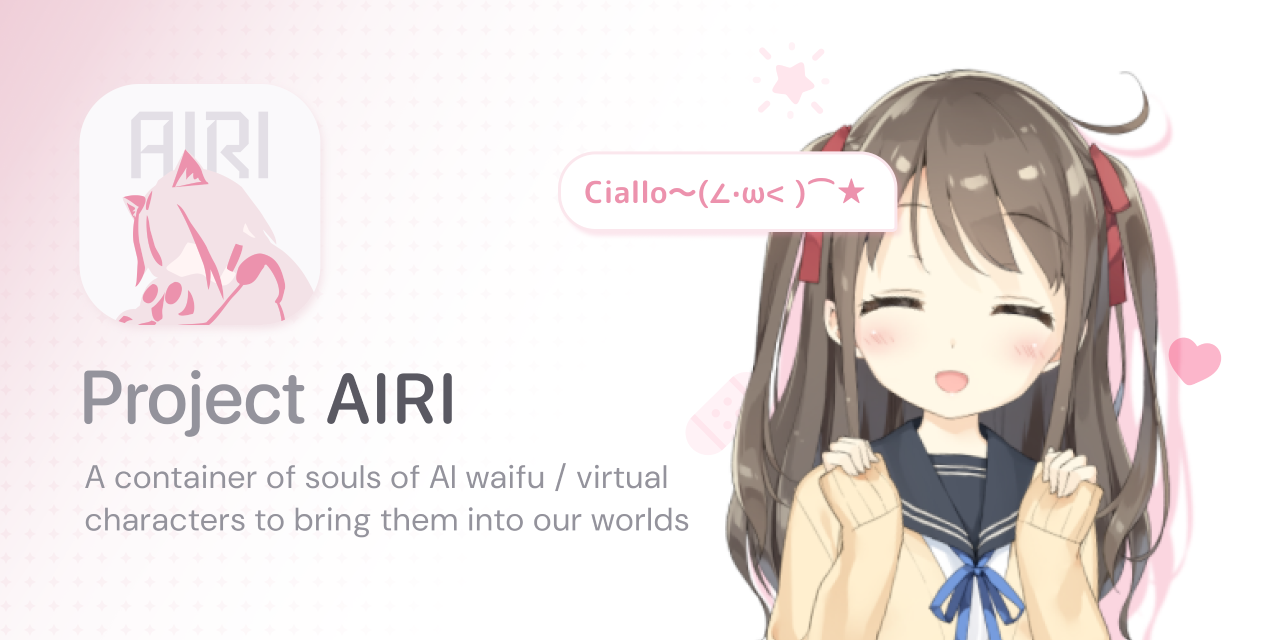 AIRI
Ciallo～(∠・ω< )⌒★
Project AIRI
A container of souls of AI waifu / virtual
characters to bring them into our worlds